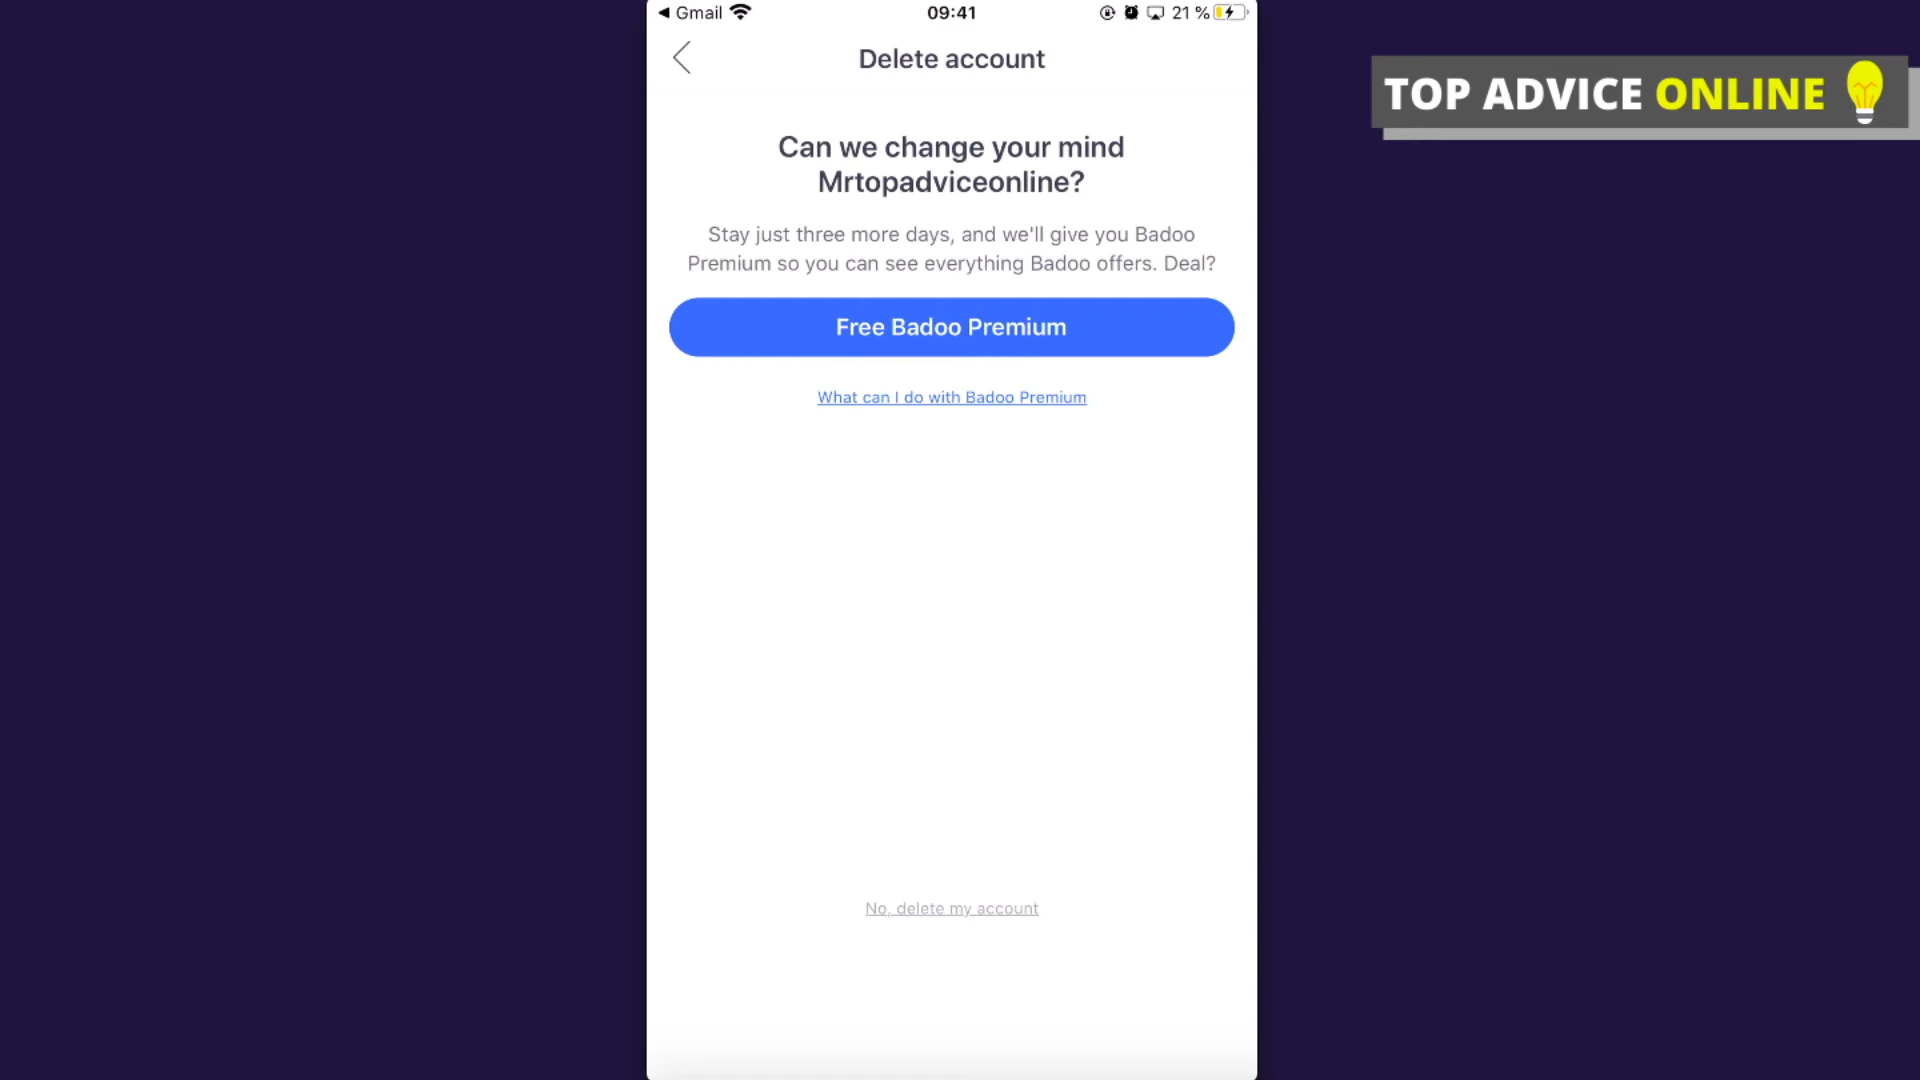 Gmail 09:41 21 %
Delete account
TOP ADVICE ONLINE
Can we change your mind
Mrtopadviceonline?
Stay just three more days, and we'll give you Badoo
Premium so you can see everything Badoo offers. Deal?
Free Badoo Premium
What can I do with Badoo Premium
No, delete my account